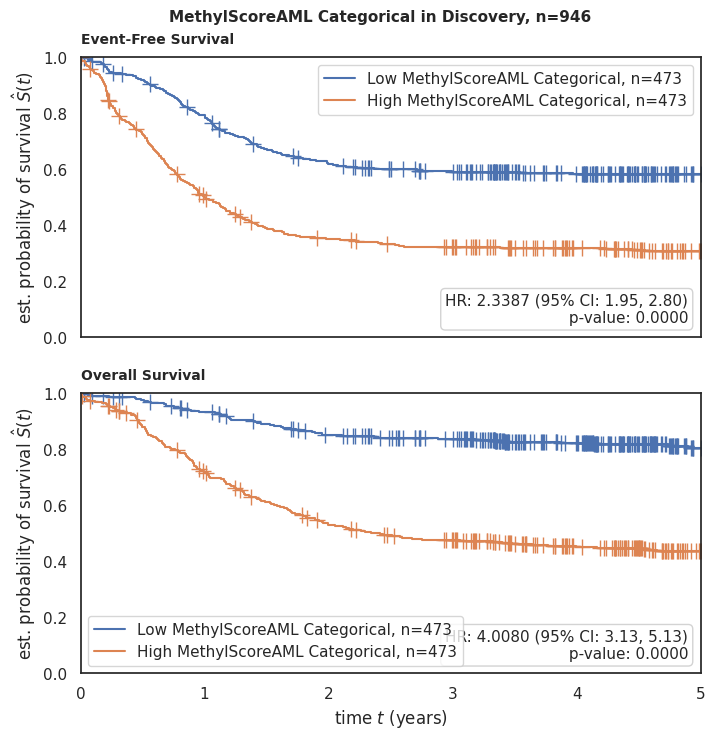 MethylScoreAML Categorical in Discovery, n=946
Event-Free Survival
1.0
0.8
0.6
0.4
0.2
0.0
est. probability of survival Ŝ(t)
Low MethylScoreAML Categorical, n=473
High MethylScoreAML Categorical, n=473
HR: 2.3387 (95% CI: 1.95, 2.80)
p-value: 0.0000
Overall Survival
1.0
0.8
0.6
0.4
0.2
0.0
est. probability of survival Ŝ(t)
Low MethylScoreAML Categorical, n=473
High MethylScoreAML Categorical, n=473
HR: 4.0080 (95% CI: 3.13, 5.13)
p-value: 0.0000
0 1 2 3 4 5
time t (years)